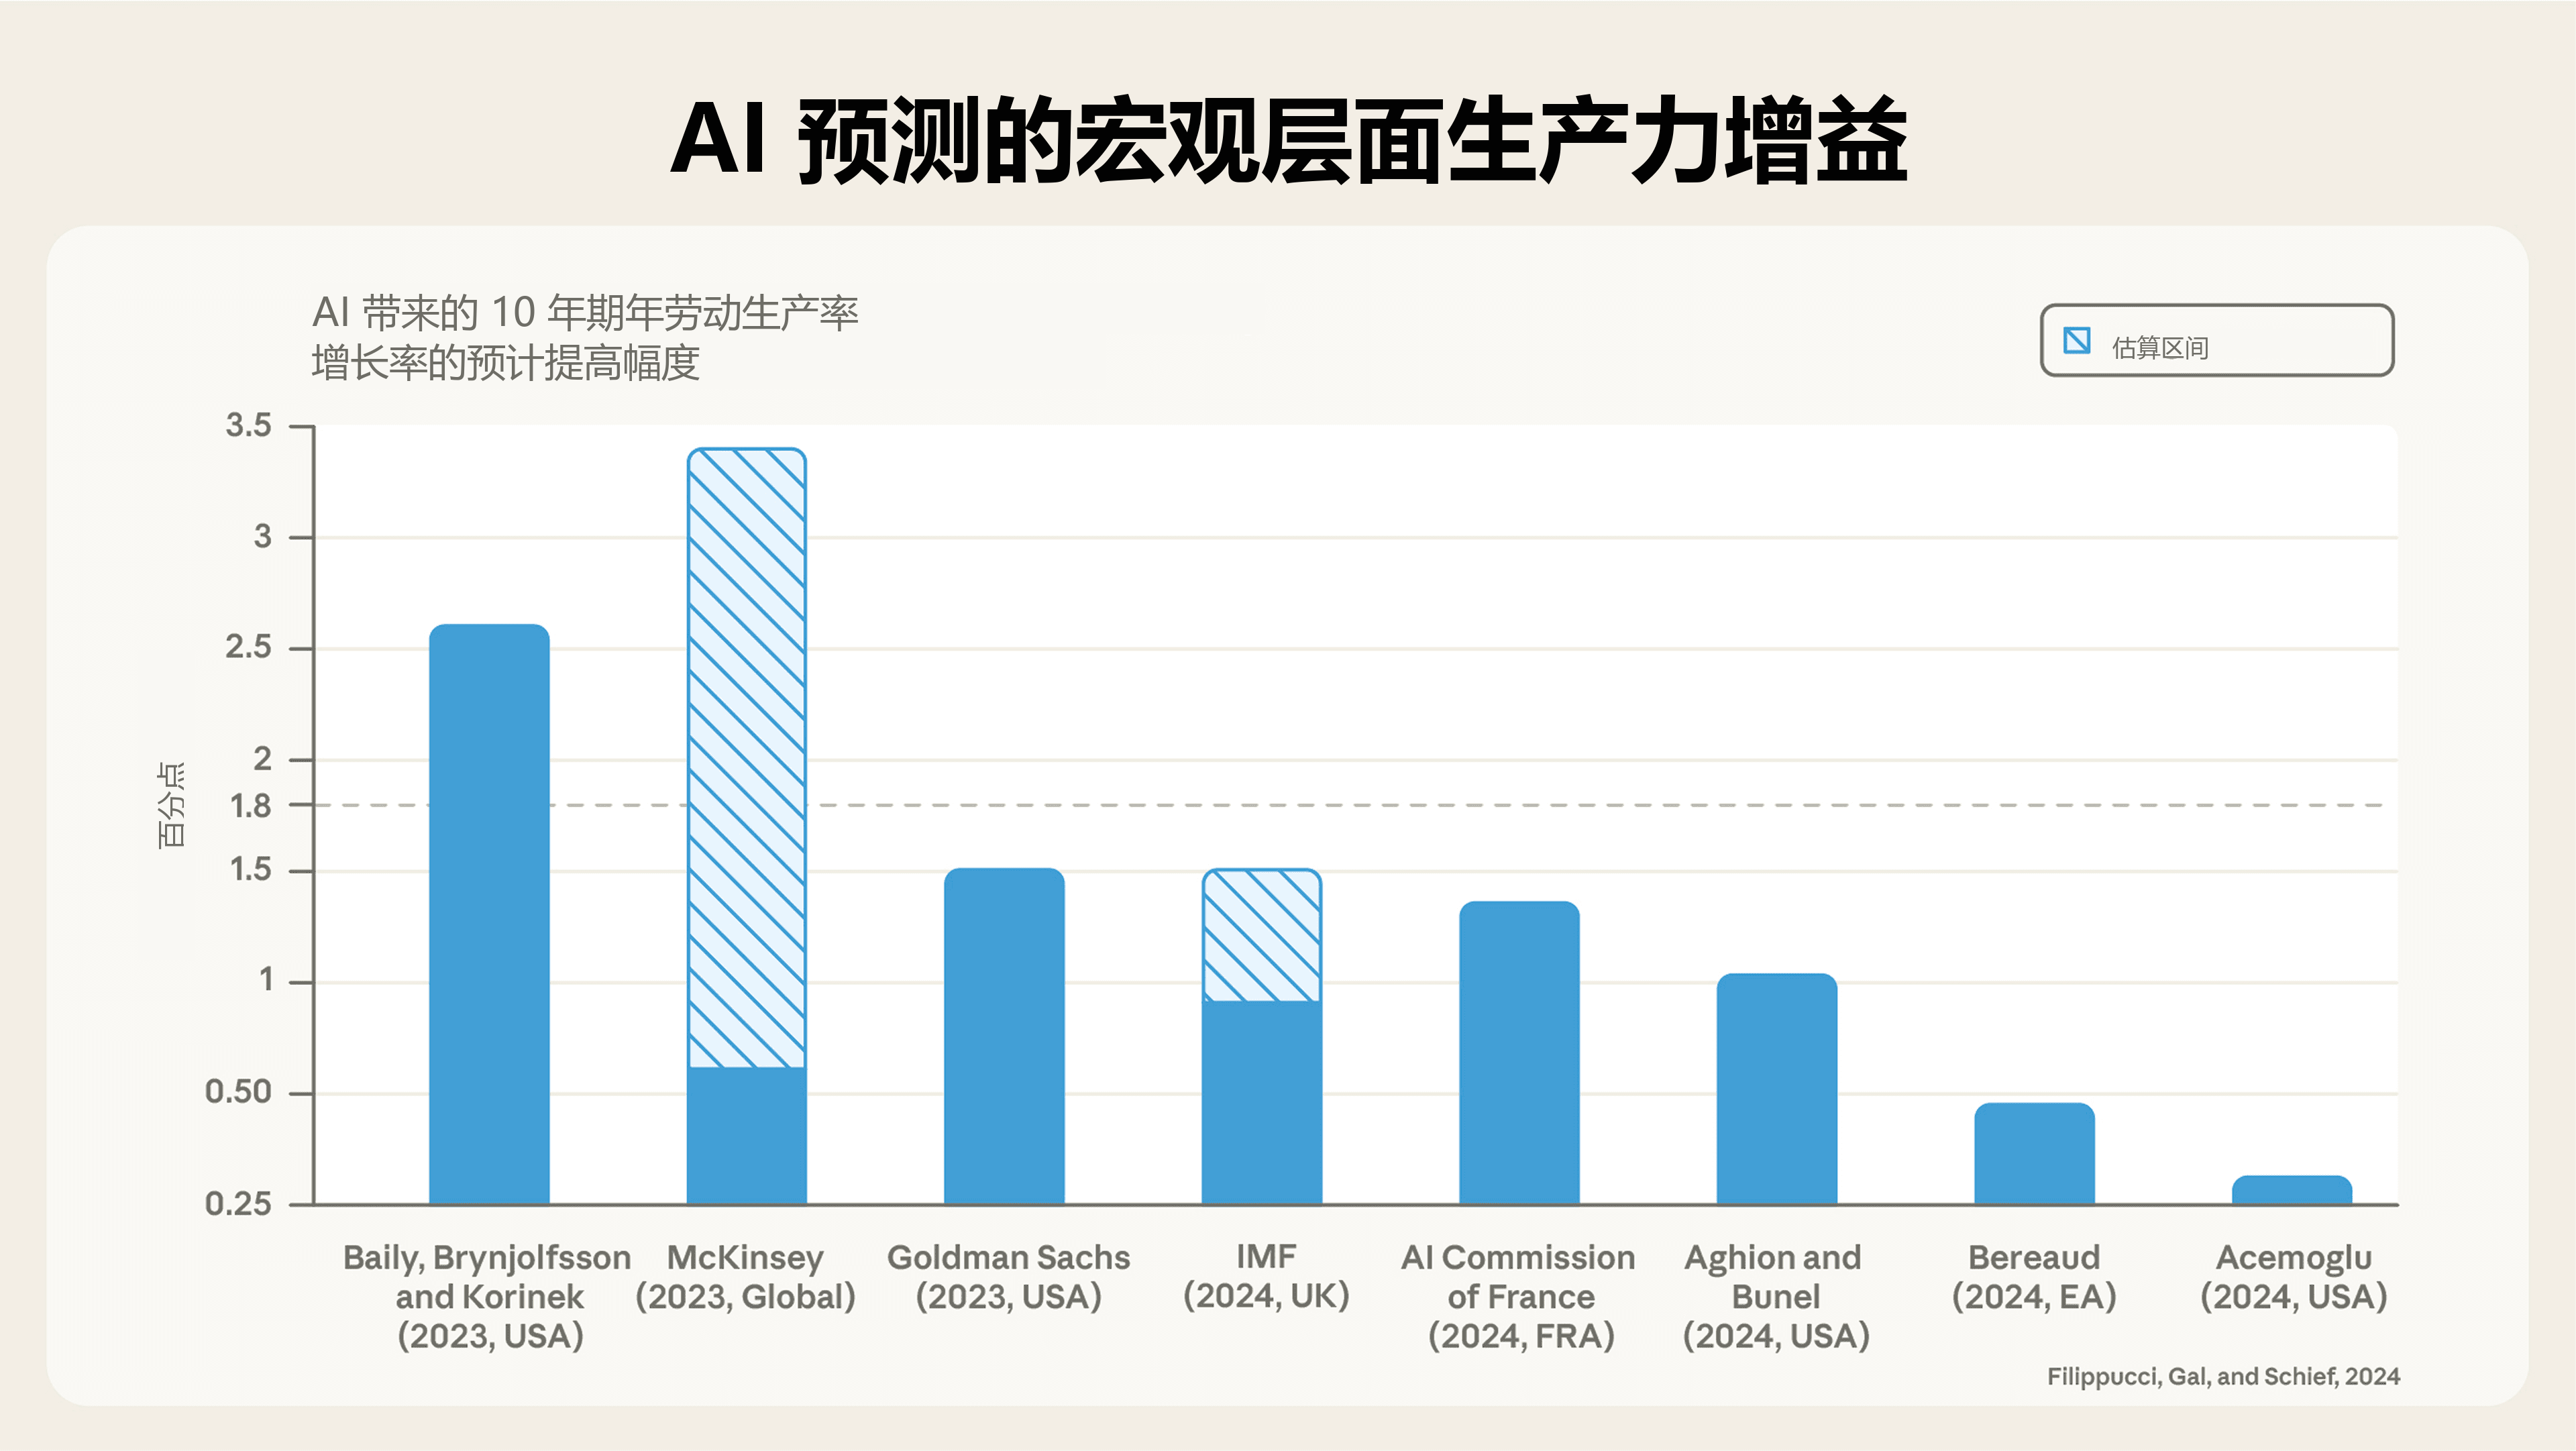 AI 预测的宏观层面生产力增益
AI 带来的 10 年期年劳动生产率
增长率的预计提高幅度
估算区间
3.5
3
2.5
2
1.8
1.5
1
0.50
0.25
百分点
Baily, Brynjolfsson
and Korinek
(2023, USA)
McKinsey
(2023, Global)
Goldman Sachs
(2023, USA)
IMF
(2024, UK)
AI Commission
of France
(2024, FRA)
Aghion and
Bunel
(2024, USA)
Bereaud
(2024, EA)
Acemoglu
(2024, USA)
Filippucci, Gal, and Schief, 2024